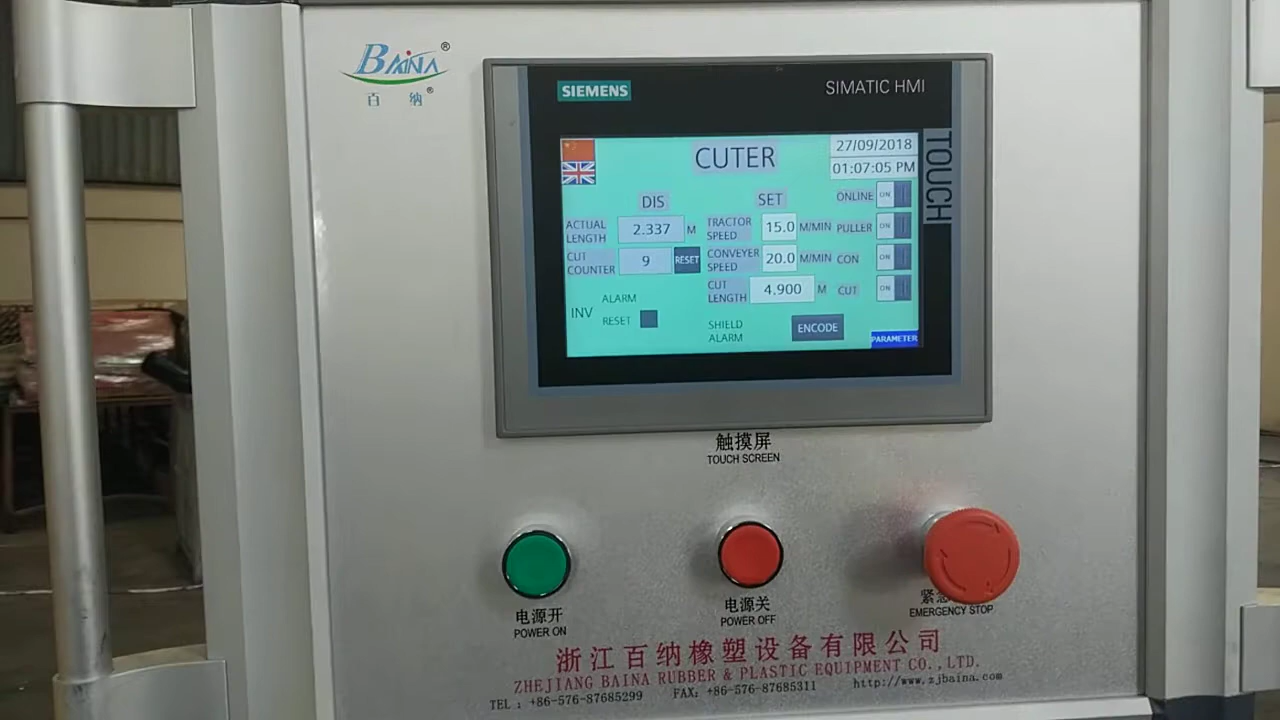 BAINA®
百 纳®
SIEMENS
SIMATIC HMI
TOUCH
CUTER
27/09/2018
01:07:05 PM
DIS
SET
ONLINE ON
ACTUAL LENGTH 2.337 M
TRACTOR SPEED 15.0 M/MIN
PULLER ON
CUT COUNTER 9 RESET
CONVEYER SPEED 20.0 M/MIN
CON ON
CUT LENGTH 4.900 M
CUT ON
INV
ALARM
RESET
SHIELD
ALARM
ENCODE
PARAMETER
触摸屏
TOUCH SCREEN
电源开
POWER ON
电源关
POWER OFF
EMERGENCY STOP
浙江百纳橡塑设备有限公司
ZHEJIANG BAINA RUBBER & PLASTIC EQUIPMENT CO.,LTD.
TEL：+86-576-87685299 FAX：+86-576-87685311 http://www.zjbaina.com